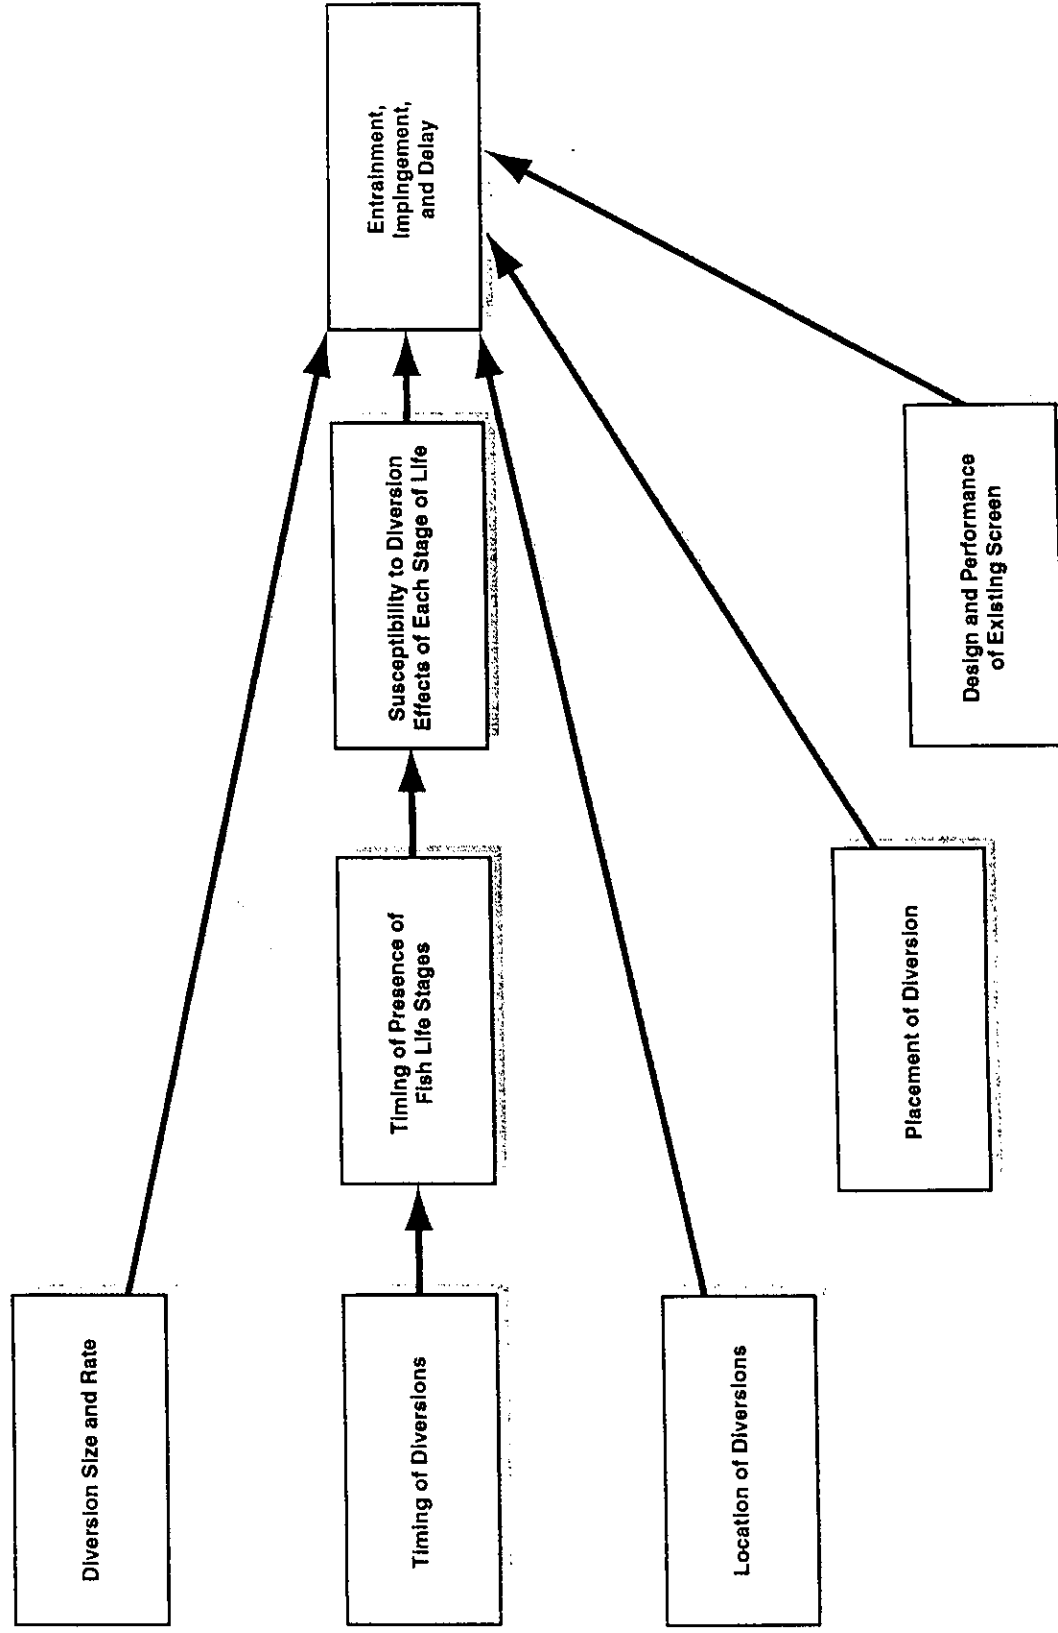 Diversion Size and Rate
Timing of Diversions
Location of Diversions
Timing of Presence of
Fish Life Stages
Susceptibility to Diversion
Effects of Each Stage of Life
Entrainment,
Impingement,
and Delay
Placement of Diversion
Design and Performance
of Existing Screen